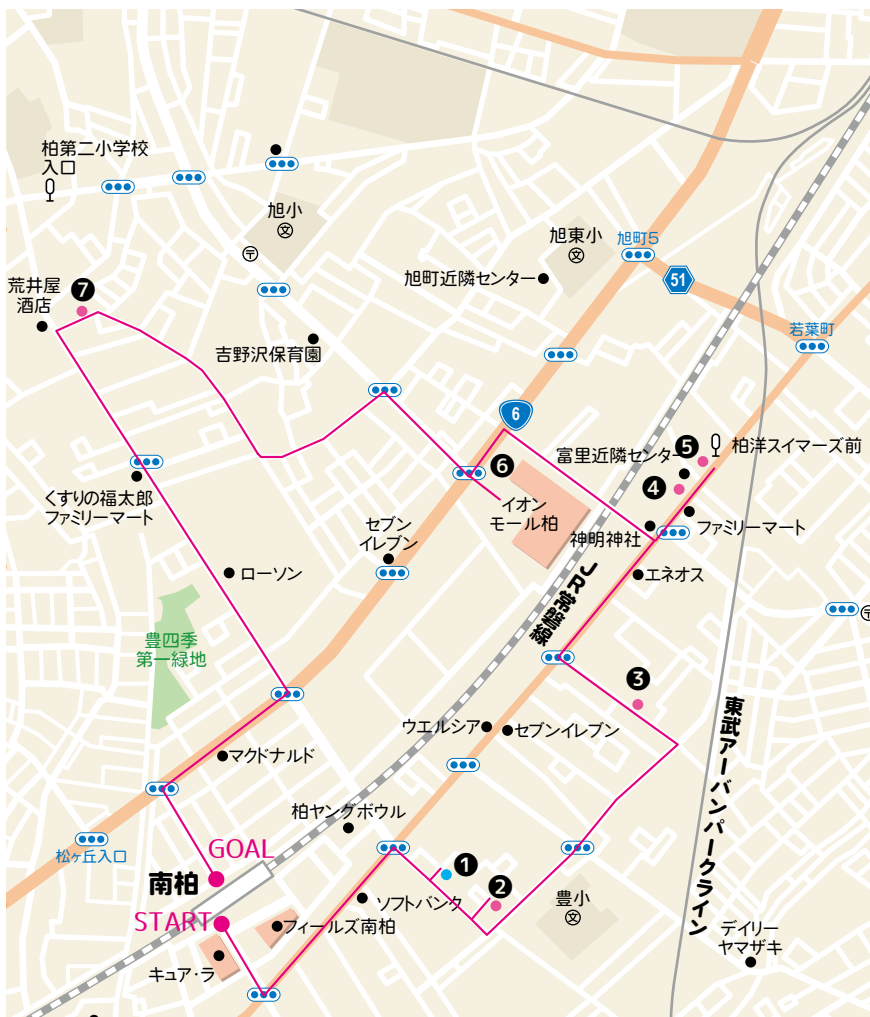 柏第二小学校
入口
旭小
文
〒
旭東小
文
旭町5
51
旭町近隣センター
若葉町
荒井屋
酒店
7
吉野沢保育園
6
富里近隣センター
5
柏洋スイマーズ前
6
4
イオン
モール柏
ファミリーマート
神明神社
くすりの福太郎
ファミリーマート
セブン
イレブン
エネオス
ローソン
JR常磐線
〒
豊四季
第一緑地
3
ウエルシア
セブンイレブン
マクドナルド
東武アーバンパークライン
柏ヤングボウル
松ヶ丘入口
GOAL
1
南柏
2
ソフトバンク
豊小
文
START
フィールズ南柏
デイリー
ヤマザキ
キュア・ラ